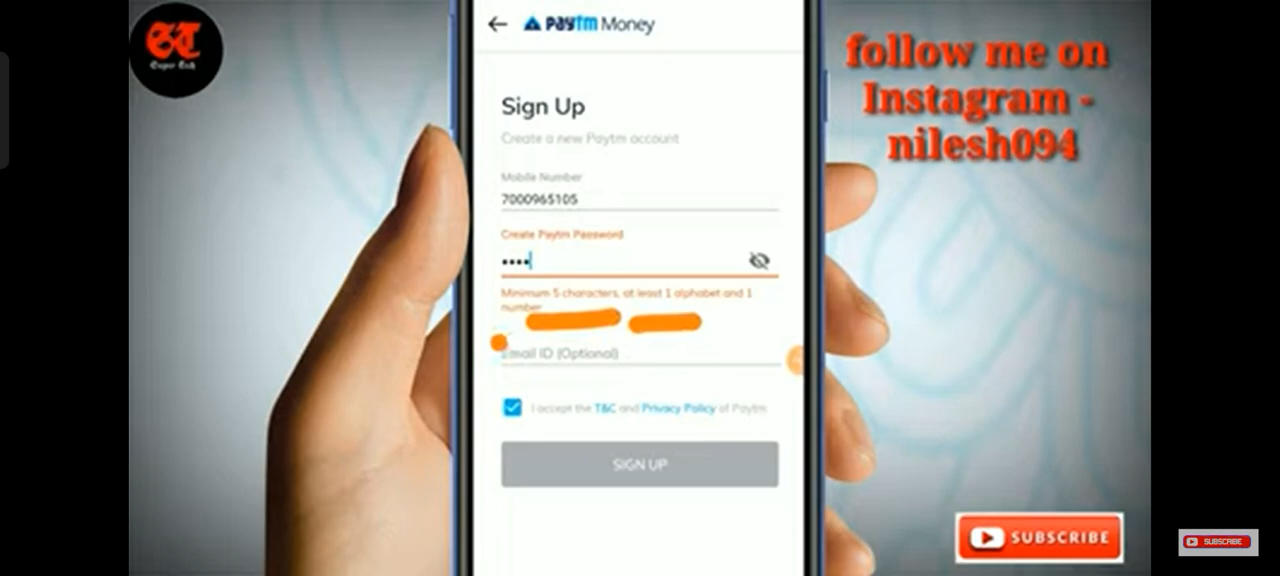 Super Tech
follow me on
Instagram -
nilesh094
paytm Money
Sign Up
Create a new Paytm account
Mobile Number
7000965105
Create Paytm Password
••••
Minimum 5 characters, at least 1 alphabet and 1
number
Email ID (Optional)
I accept the T&C and Privacy Policy of Paytm
SIGN UP
SUBSCRIBE
SUBSCRIBE